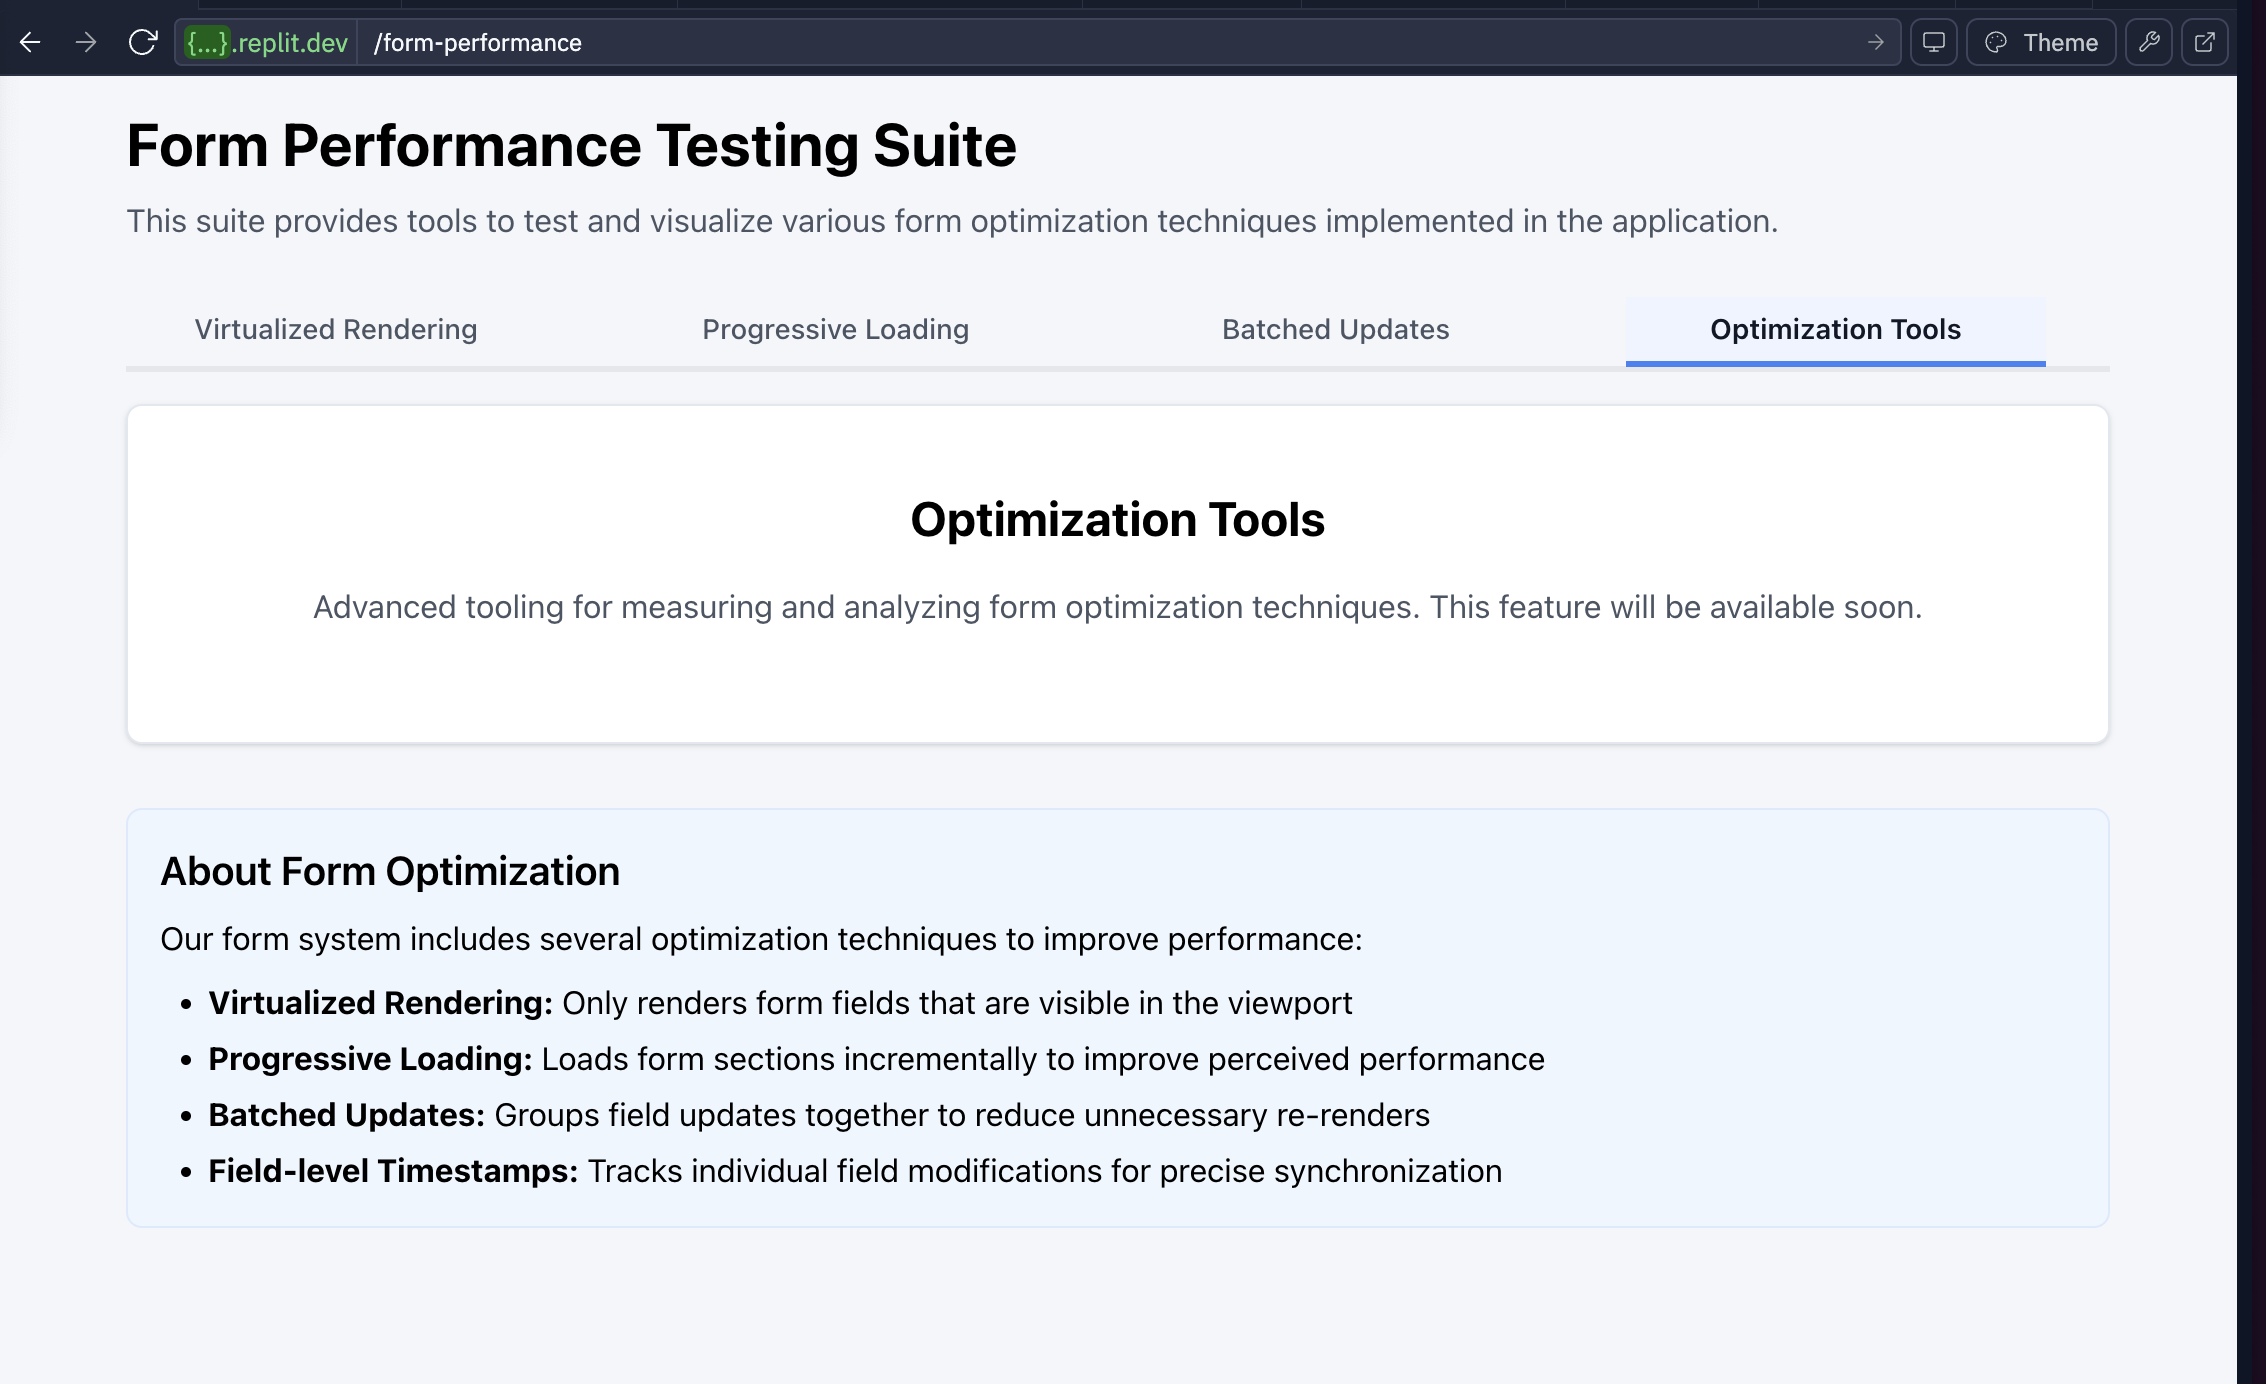 {...}.replit.dev /form-performance
Theme
Form Performance Testing Suite
This suite provides tools to test and visualize various form optimization techniques implemented in the application.
Virtualized Rendering
Progressive Loading
Batched Updates
Optimization Tools
Optimization Tools
Advanced tooling for measuring and analyzing form optimization techniques. This feature will be available soon.
About Form Optimization
Our form system includes several optimization techniques to improve performance:
• Virtualized Rendering: Only renders form fields that are visible in the viewport
• Progressive Loading: Loads form sections incrementally to improve perceived performance
• Batched Updates: Groups field updates together to reduce unnecessary re-renders
• Field-level Timestamps: Tracks individual field modifications for precise synchronization